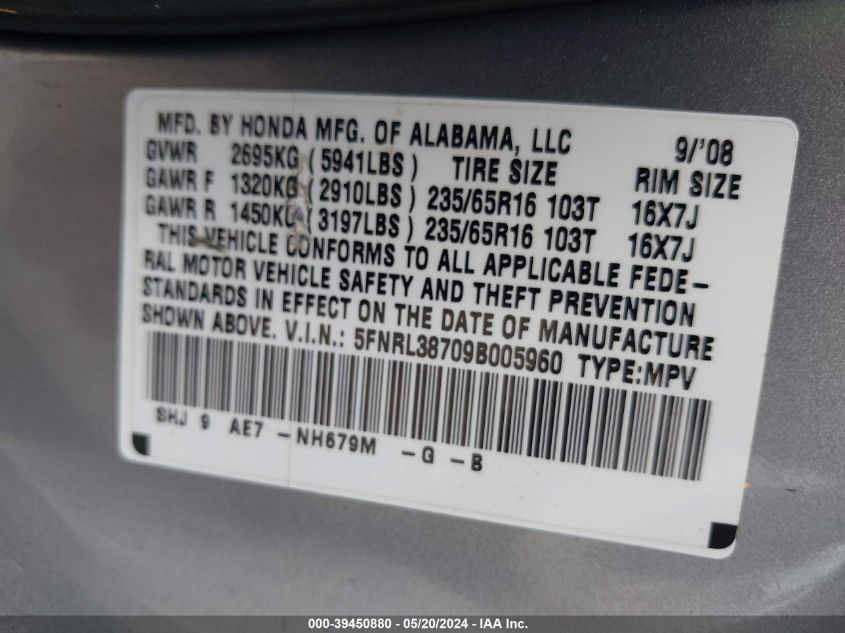 MFD. BY HONDA MFG. OF ALABAMA, LLC 9/'08
GVWR 2695KG (5941LBS) TIRE SIZE RIM SIZE
GAWR F 1320KG (2910LBS) 235/65R16 103T 16X7J
GAWR R 1450KG (3197LBS) 235/65R16 103T 16X7J
THIS VEHICLE CONFORMS TO ALL APPLICABLE FEDE-
RAL MOTOR VEHICLE SAFETY AND THEFT PREVENTION
STANDARDS IN EFFECT ON THE DATE OF MANUFACTURE
SHOWN ABOVE. V.I.N.: 5FNRL38709B005960 TYPE:MPV
SHJ 9 AE7 -NH679M -G -B
000-39450880 - 05/20/2024 - IAA Inc.